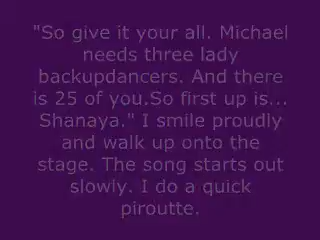 "So give it your all. Michael
needs three lady
backupdancers. And there
is 25 of you.So first up is...
Shanaya." I smile proudly
and walk up onto the
stage. The song starts out
slowly. I do a quick
piroutte.